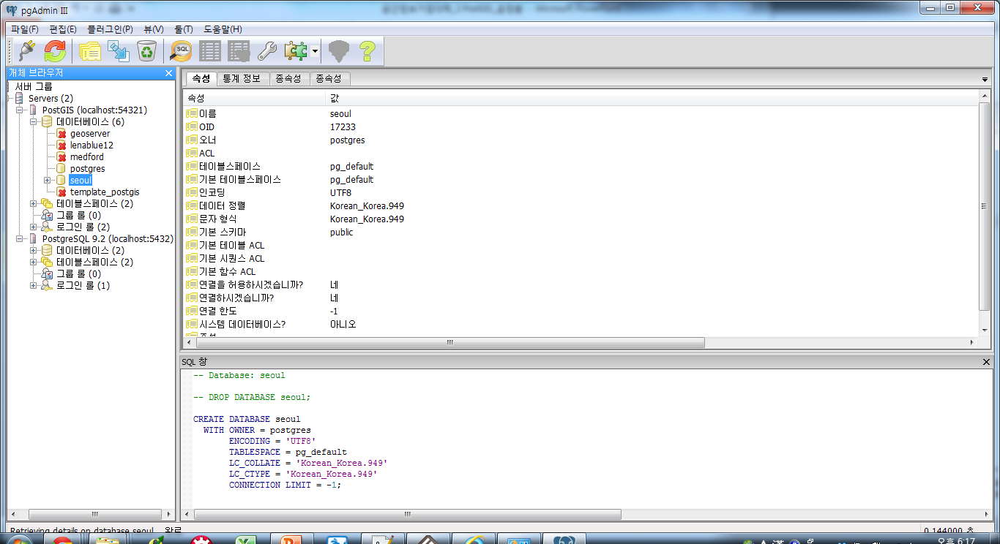 pgAdmin III
파일(F) 편집(E) 플러그인(P) 뷰(V) 툴(T) 도움말(H)
SQL
개체 브라우저
서버 그룹
Servers (2)
PostGIS (localhost:54321)
데이터베이스 (6)
geoserver
lenablue12
medford
postgres
seoul
template_postgis
테이블스페이스 (2)
그룹 롤 (0)
로그인 롤 (2)
PostgreSQL 9.2 (localhost:5432)
데이터베이스 (2)
테이블스페이스 (2)
그룹 롤 (0)
로그인 롤 (1)
속성 통계 정보 종속성 종속성
속성 값
이름 seoul
OID 17233
오너 postgres
ACL
테이블스페이스 pg_default
기본 테이블스페이스 pg_default
인코딩 UTF8
데이터 정렬 Korean_Korea.949
문자 형식 Korean_Korea.949
기본 스키마 public
기본 테이블 ACL
기본 시퀀스 ACL
기본 함수 ACL
연결을 허용하시겠습니까? 네
연결하시겠습니까? 네
연결 한도 -1
시스템 데이터베이스? 아니오
SQL 창
-- Database: seoul
-- DROP DATABASE seoul;
CREATE DATABASE seoul
WITH OWNER = postgres
ENCODING = 'UTF8'
TABLESPACE = pg_default
LC_COLLATE = 'Korean_Korea.949'
LC_CTYPE = 'Korean_Korea.949'
CONNECTION LIMIT = -1;
Retrieving details on database seoul... 완료
0.144000 초
오후 6:17